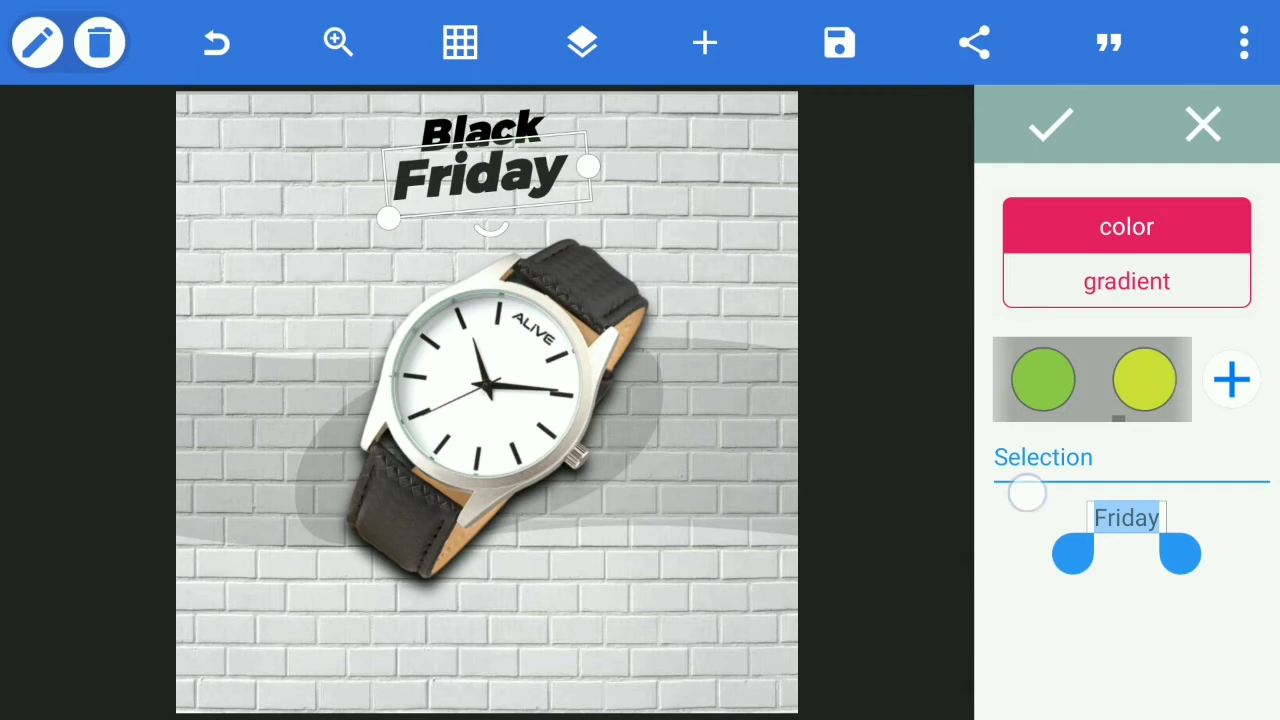 Black
Friday
ALIVE
color
gradient
Selection
Friday